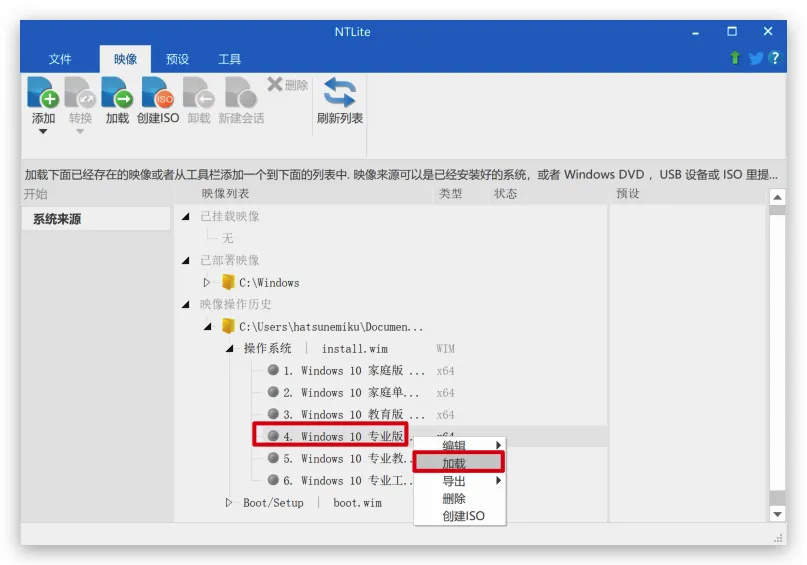 NTLite
文件 映像 预设 工具
添加 转换 加载 创建ISO 卸载 新建会话 删除 刷新列表
ISO
加载下面已经存在的映像或者从工具栏添加一个到下面的列表中. 映像来源可以是已经安装好的系统，或者 Windows DVD ，USB 设备或 ISO 里提...
开始 映像列表 类型 状态 预设
系统来源
已挂载映像
无
已部署映像
C:\Windows
映像操作历史
C:\Users\hatsunemiku\Documen...
操作系统 | install.wim WIM
1. Windows 10 家庭版 ... x64
2. Windows 10 家庭单... x64
3. Windows 10 教育版 ... x64
4. Windows 10 专业版 x64
编辑
5. Windows 10 专业教...
加载
导出
6. Windows 10 专业工...
删除
Boot/Setup | boot.wim
创建ISO